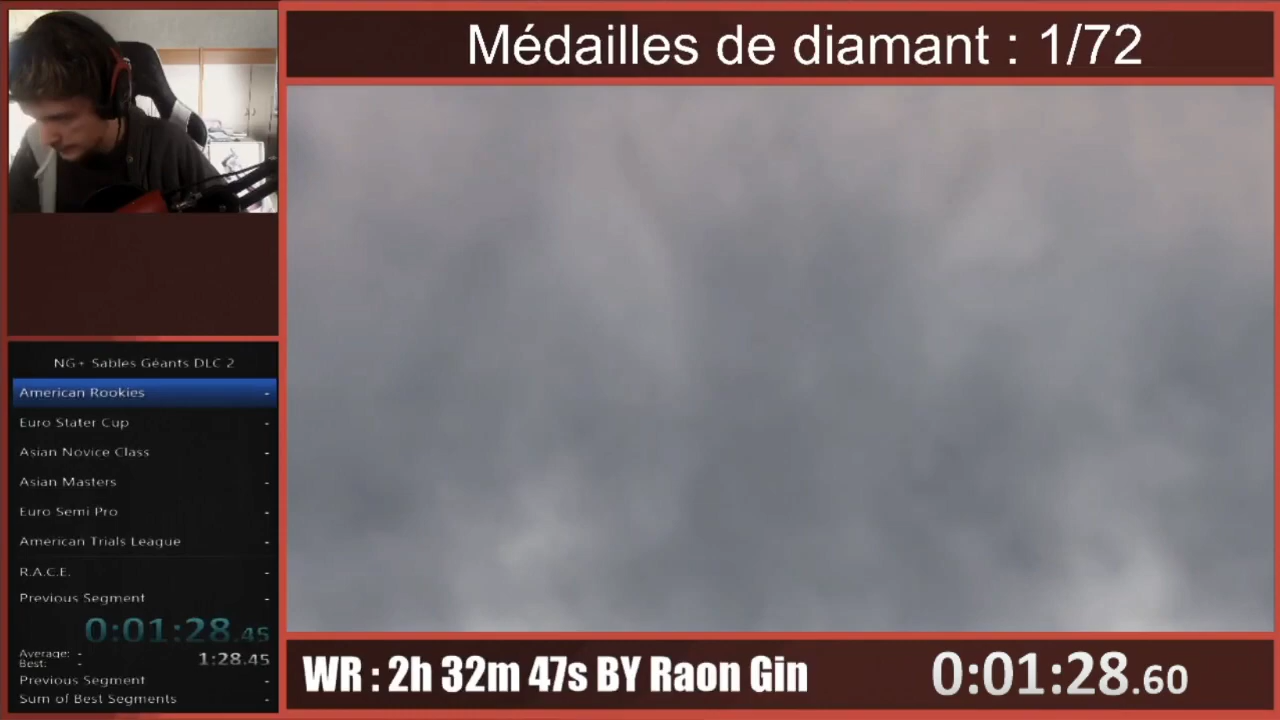 Médailles de diamant : 1/72
NG+ Sables Géants DLC 2
American Rookies -
Euro Stater Cup -
Asian Novice Class -
Asian Masters -
Euro Semi Pro -
American Trials League -
R.A.C.E. -
Previous Segment -
0:01:28.45
Average: -
Best: -
1:28.45
Previous Segment -
Sum of Best Segments -
WR : 2h 32m 47s BY Raon Gin
0:01:28.60